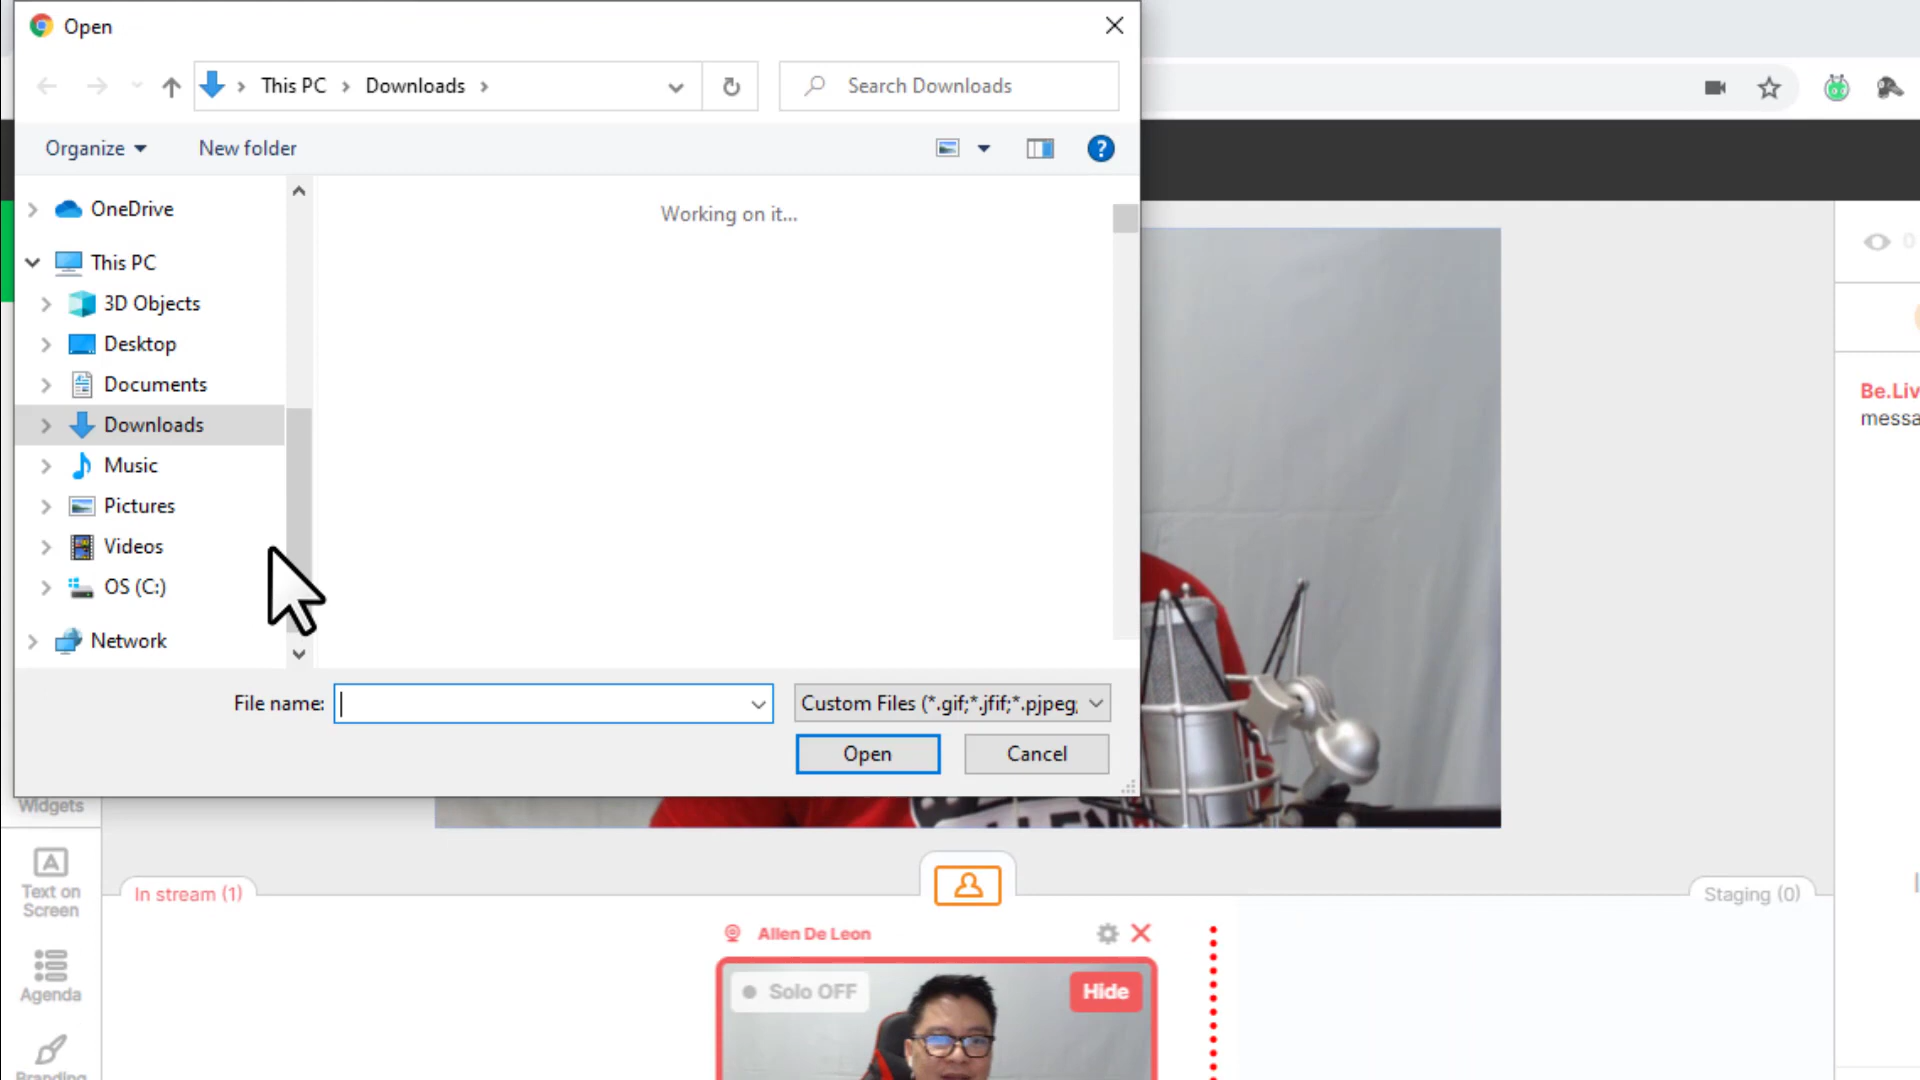 Open
This PC
Downloads
Search Downloads
Organize
New folder
OneDrive
This PC
3D Objects
Desktop
Documents
Downloads
Music
Pictures
Videos
OS (C:)
Network
Working on it...
File name:
Custom Files (*.gif;*.jfif;*.pjpeg;
Open
Cancel
0
Be.Liv
messa
Widgets
Text on
Screen
Agenda
Branding
In stream (1)
Staging (0)
Allen De Leon
Solo OFF
Hide